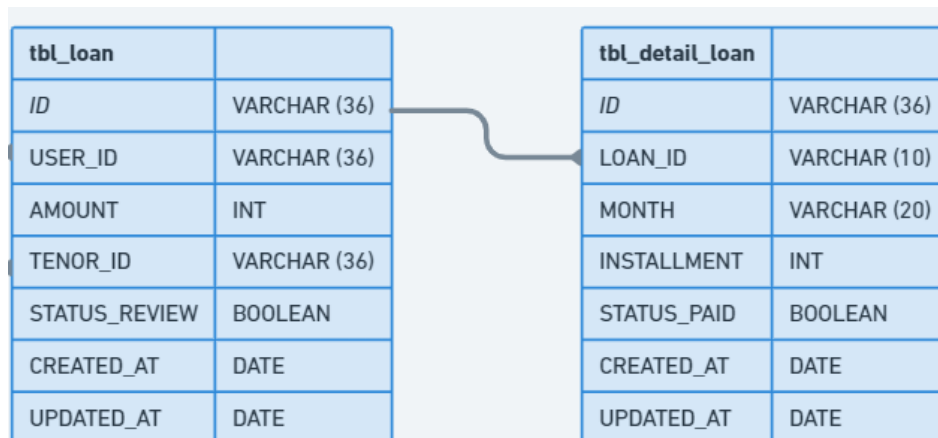 tbl_loan
ID VARCHAR (36)
USER_ID VARCHAR (36)
AMOUNT INT
TENOR_ID VARCHAR (36)
STATUS_REVIEW BOOLEAN
CREATED_AT DATE
UPDATED_AT DATE
tbl_detail_loan
ID VARCHAR (36)
LOAN_ID VARCHAR (10)
MONTH VARCHAR (20)
INSTALLMENT INT
STATUS_PAID BOOLEAN
CREATED_AT DATE
UPDATED_AT DATE